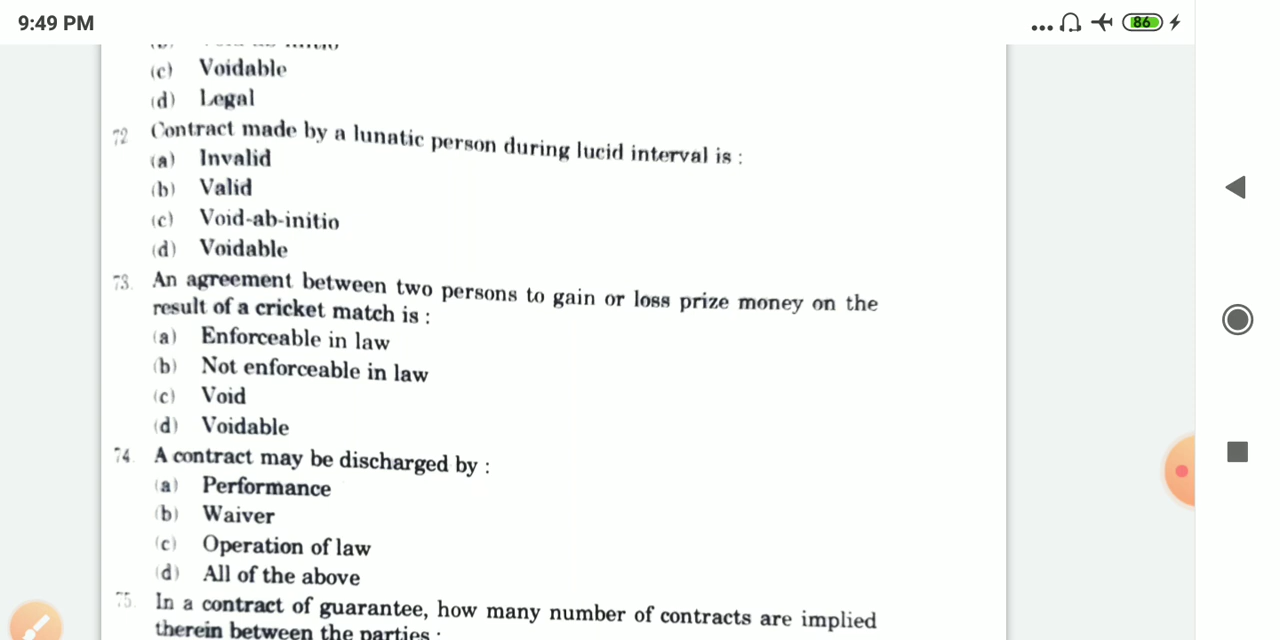 9:49 PM
86
(c) Voidable
(d) Legal
72 Contract made by a lunatic person during lucid interval is :
(a) Invalid
(b) Valid
(c) Void-ab-initio
(d) Voidable
73. An agreement between two persons to gain or loss prize money on the
result of a cricket match is :
(a) Enforceable in law
(b) Not enforceable in law
(c) Void
(d) Voidable
74. A contract may be discharged by :
(a) Performance
(b) Waiver
(c) Operation of law
(d) All of the above
75. In a contract of guarantee, how many number of contracts are implied
therein between the parties :